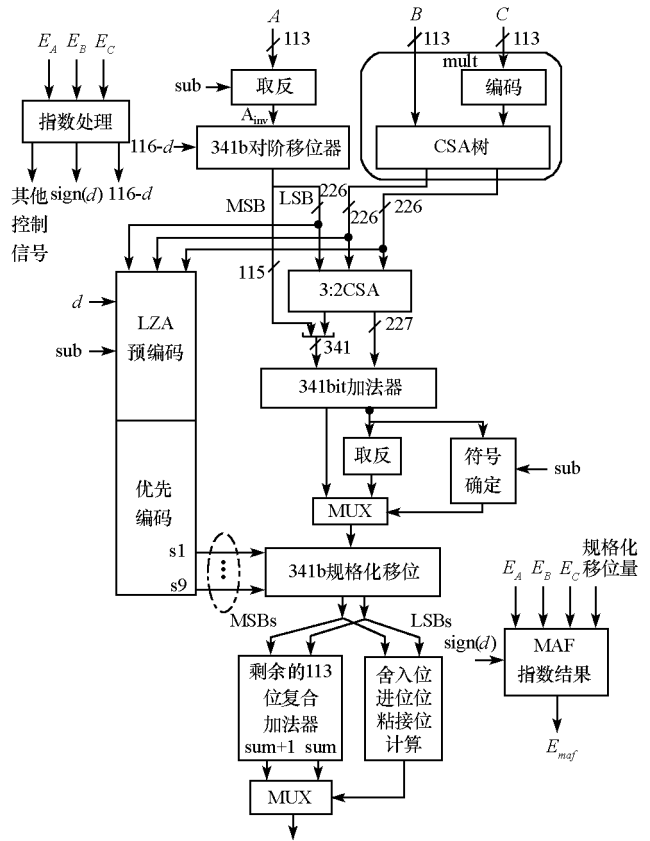 A
B
C
113
113
113
E_A E_B E_C
mult
sub
取反
编码
A_inv
指数处理
116-d
341b对阶移位器
CSA树
其他
控制
信号
sign(d)
116-d
MSB
LSB
226
226
226
115
3:2CSA
d
LZA
预编码
sub
341
227
341bit加法器
取反
符号
确定
sub
优先
编码
MUX
s1
s9
341b规格化移位
规格化
移位量
E_A E_B E_C
MSBs
LSBs
sign(d)
MAF
指数结果
剩余的113
位复合
加法器
sum+1 sum
舍入位
进位位
粘接位
计算
E_maf
MUX